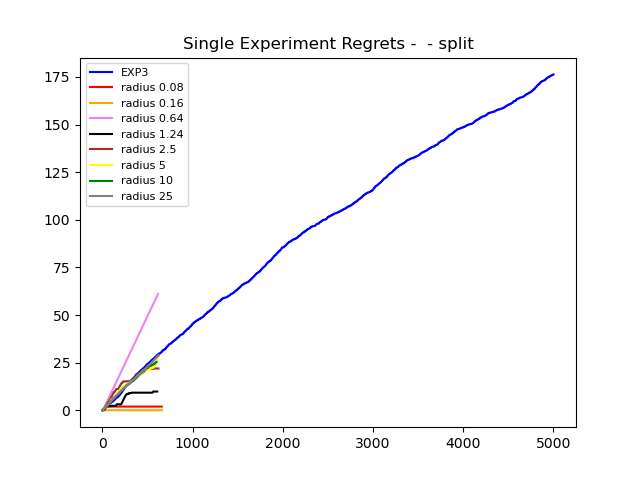 Single Experiment Regrets -  - split
EXP3
radius 0.08
radius 0.16
radius 0.64
radius 1.24
radius 2.5
radius 5
radius 10
radius 25
175
150
125
100
75
50
25
0
0 1000 2000 3000 4000 5000